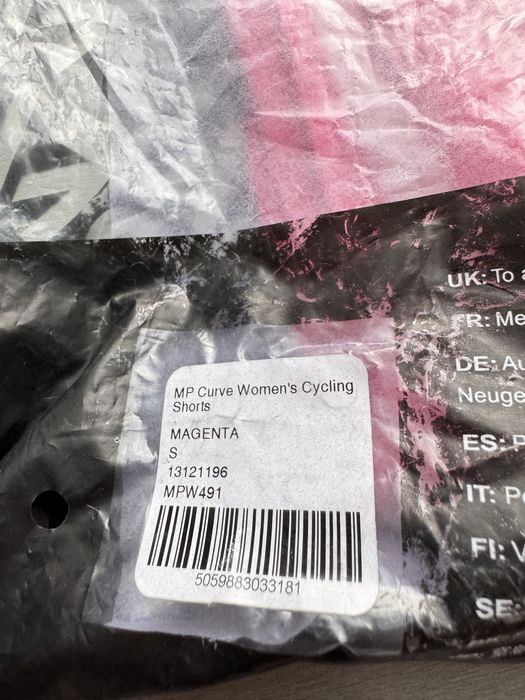 UK: To
FR: Me
DE: Au
Neuge
ES:
IT: P
FI:
SE:
MP Curve Women's Cycling
Shorts
MAGENTA
S
13121196
MPW491
5059883033181